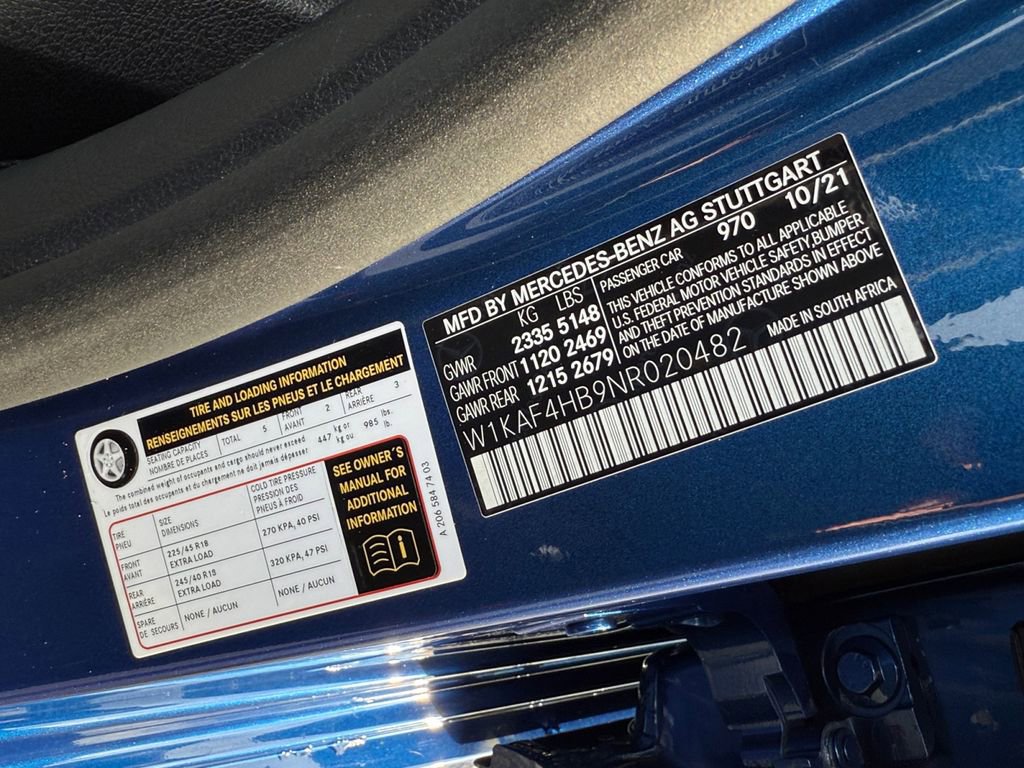 MFD BY MERCEDES-BENZ AG STUTTGART
KG LBS
GVWR 2335 5148
GAWR FRONT 1120 2469
GAWR REAR 1215 2679
PASSENGER CAR 970 10/21
THIS VEHICLE CONFORMS TO ALL APPLICABLE
U.S. FEDERAL MOTOR VEHICLE SAFETY BUMPER
AND THEFT PREVENTION STANDARDS IN EFFECT
ON THE DATE OF MANUFACTURE SHOWN ABOVE
W1KAF4HB9NR020482 MADE IN SOUTH AFRICA
TIRE AND LOADING INFORMATION
RENSEIGNEMENTS SUR LES PNEUS ET LE CHARGEMENT
SEATING CAPACITY TOTAL 5 FRONT 2 REAR 3
NOMBRE DE PLACES AVANT ARRIÈRE
The combined weight of occupants and cargo should never exceed 447 kg or 985 lbs.
Le poids total des occupants et du chargement ne doit jamais dépasser kg ou lb.
TIRE SIZE COLD TIRE PRESSURE
PNEU DIMENSIONS PRESSION DES
PNEUS À FROID
FRONT 225/45 R18 270 KPA, 40 PSI
AVANT EXTRA LOAD
REAR 245/40 R18 320 KPA, 47 PSI
ARRIÈRE EXTRA LOAD
SPARE NONE / AUCUN NONE / AUCUN
DE SECOURS
SEE OWNER'S
MANUAL FOR
ADDITIONAL
INFORMATION
A 206 584 74 03